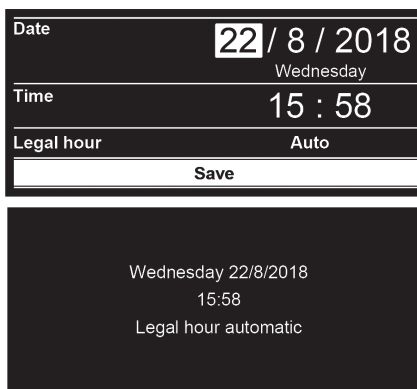 Date 22 / 8 / 2018
Wednesday
Time 15 : 58
Legal hour Auto
Save
Wednesday 22/8/2018
15:58
Legal hour automatic